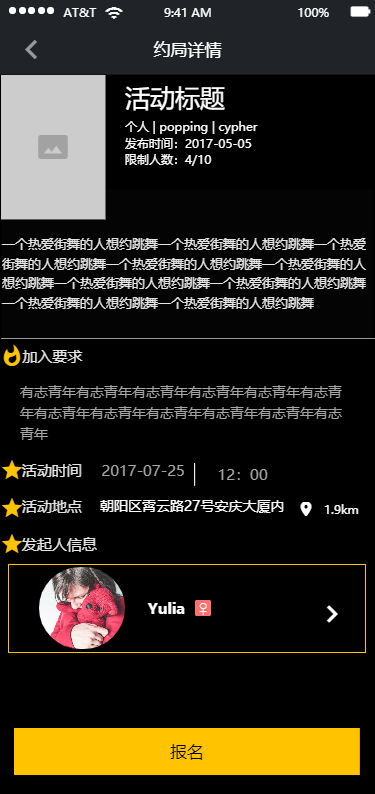 AT&T 9:41 AM 100%
约局详情
活动标题
个人 | popping | cypher
发布时间：2017-05-05
限制人数：4/10
一个热爱街舞的人想约跳舞一个热爱街舞的人想约跳舞一个热爱
街舞的人想约跳舞一个热爱街舞的人想约跳舞一个热爱街舞的人
想约跳舞一个热爱街舞的人想约跳舞一个热爱街舞的人想约跳舞
一个热爱街舞的人想约跳舞一个热爱街舞的人想约跳舞
加入要求
有志青年有志青年有志青年有志青年有志青年有志青
年有志青年有志青年有志青年有志青年有志青年有志
青年
活动时间 2017-07-25 12：00
活动地点 朝阳区霄云路27号安庆大厦内 1.9km
发起人信息
Yulia
报名